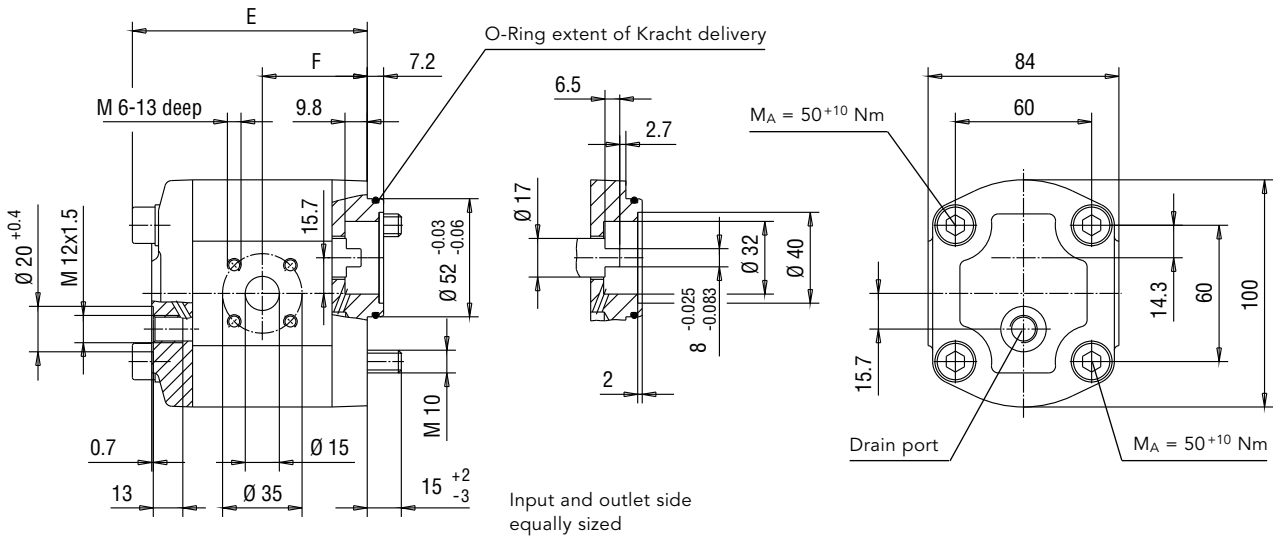 E
O-Ring extent of Kracht delivery
F
7.2
M 6-13 deep
9.8
15.7
Ø 20 +0.4
M 12x1.5
Ø 52 -0.03 -0.06
M 10
0.7
Ø 15
13
Ø 35
15 +2 -3
6.5
2.7
Ø 17
Ø 32
Ø 40
8 -0.025 -0.083
2
Input and outlet side
equally sized
84
MA = 50+10 Nm
60
14.3
60
100
15.7
Drain port
MA = 50+10 Nm